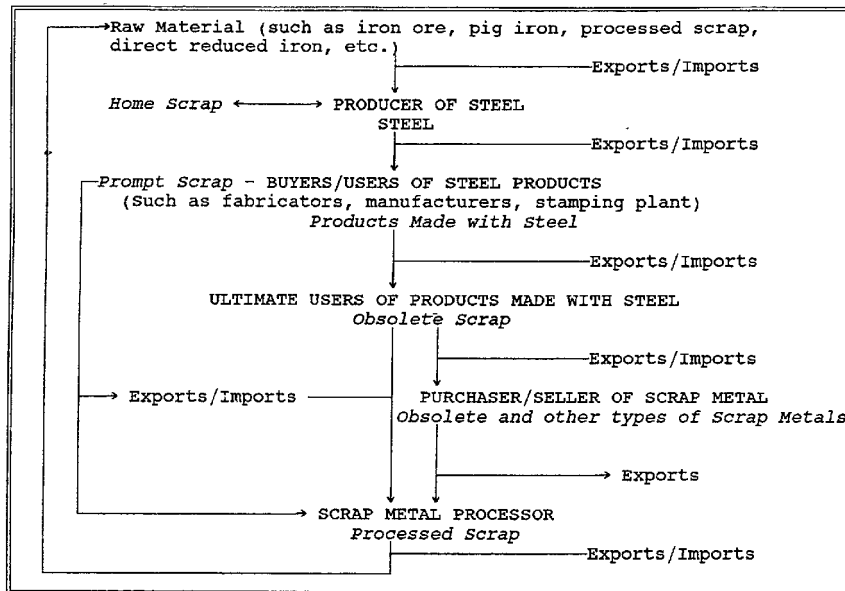 Raw Material (such as iron ore, pig iron, processed scrap,
direct reduced iron, etc.)
Exports/Imports
Home Scrap
PRODUCER OF STEEL
STEEL
Exports/Imports
Prompt Scrap - BUYERS/USERS OF STEEL PRODUCTS
(Such as fabricators, manufacturers, stamping plant)
Products Made with Steel
Exports/Imports
ULTIMATE USERS OF PRODUCTS MADE WITH STEEL
Obsolete Scrap
Exports/Imports
Exports/Imports
PURCHASER/SELLER OF SCRAP METAL
Obsolete and other types of Scrap Metals
Exports
SCRAP METAL PROCESSOR
Processed Scrap
Exports/Imports